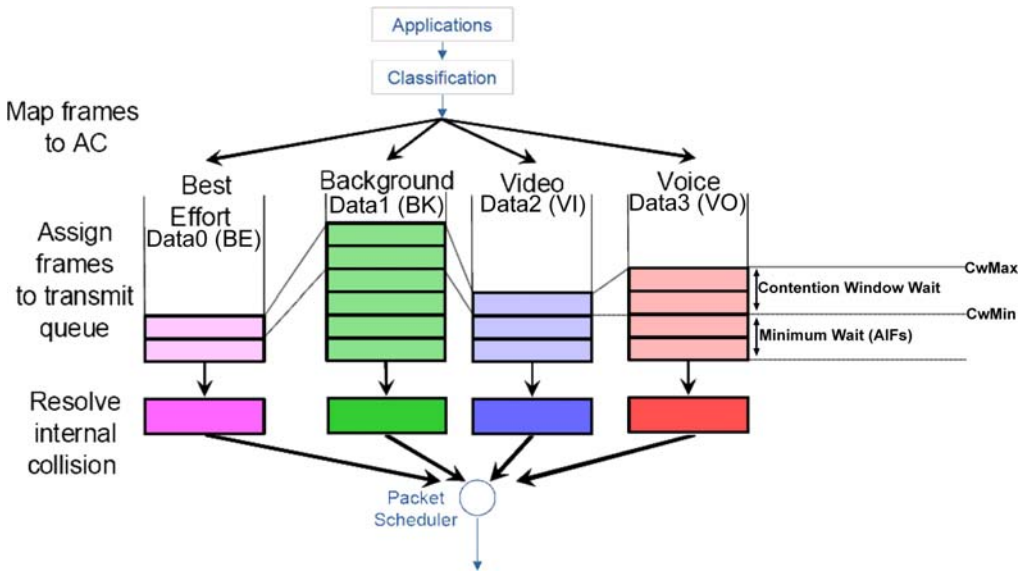 Applications
Classification
Map frames
to AC
Best
Effort
Data0 (BE)
Background
Data1 (BK)
Video
Data2 (VI)
Voice
Data3 (VO)
Assign
frames
to transmit
queue
CwMax
Contention Window Wait
CwMin
Minimum Wait (AIFs)
Resolve
internal
collision
Packet
Scheduler